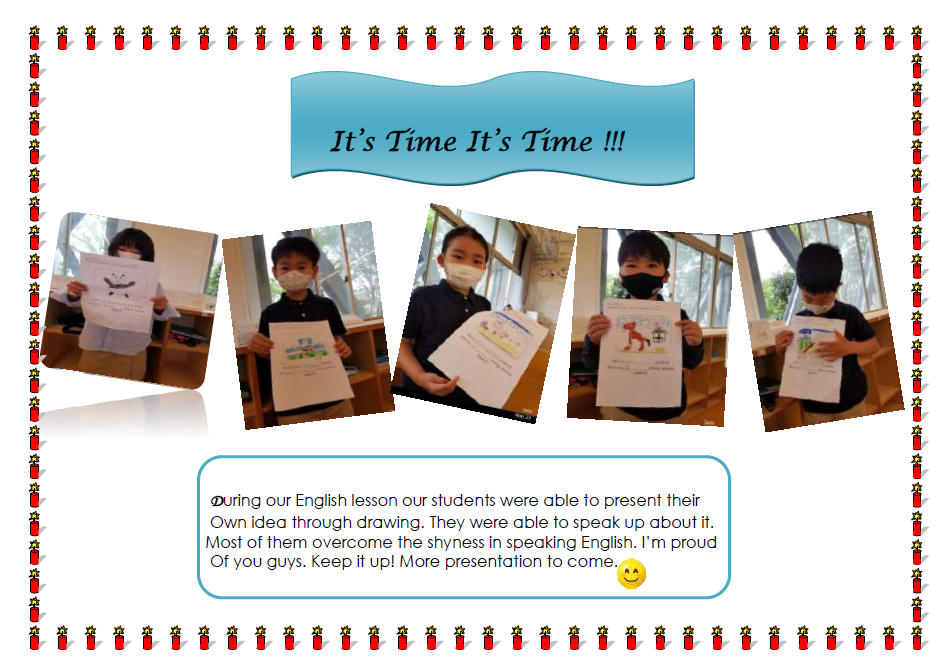 It's Time It's Time !!!
During our English lesson our students were able to present their
Own idea through drawing. They were able to speak up about it.
Most of them overcome the shyness in speaking English. I'm proud
Of you guys. Keep it up! More presentation to come.